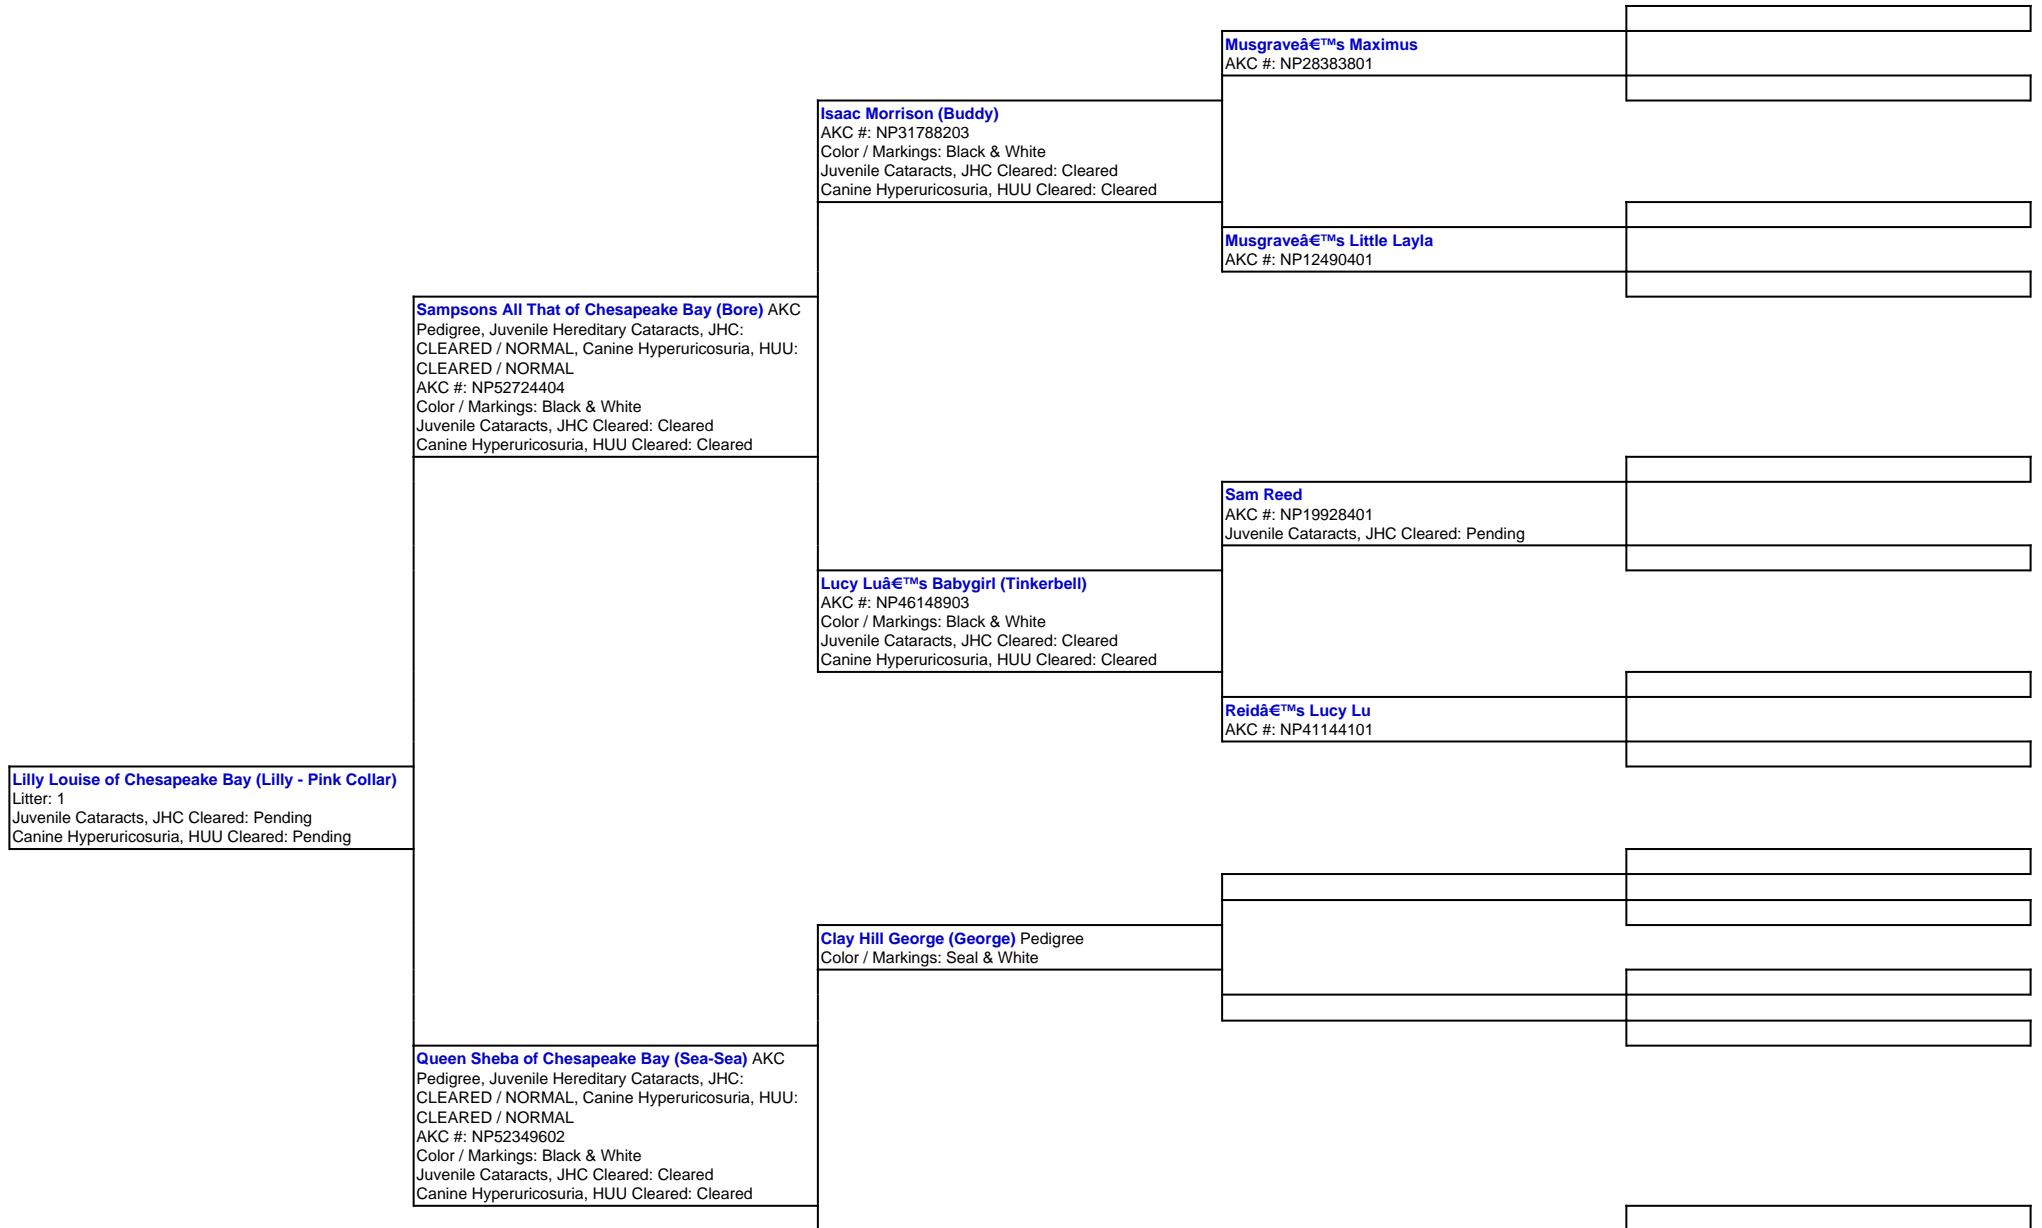 Musgraveâ€™s Maximus
AKC #: NP28383801
Isaac Morrison (Buddy)
AKC #: NP31788203
Color / Markings: Black & White
Juvenile Cataracts, JHC Cleared: Cleared
Canine Hyperuricosuria, HUU Cleared: Cleared
Musgraveâ€™s Little Layla
AKC #: NP12490401
Sampsons All That of Chesapeake Bay (Bore) AKC
Pedigree, Juvenile Hereditary Cataracts, JHC:
CLEARED / NORMAL, Canine Hyperuricosuria, HUU:
CLEARED / NORMAL
AKC #: NP52724404
Color / Markings: Black & White
Juvenile Cataracts, JHC Cleared: Cleared
Canine Hyperuricosuria, HUU Cleared: Cleared
Sam Reed
AKC #: NP19928401
Juvenile Cataracts, JHC Cleared: Pending
Lucy Luâ€™s Babygirl (Tinkerbell)
AKC #: NP46148903
Color / Markings: Black & White
Juvenile Cataracts, JHC Cleared: Cleared
Canine Hyperuricosuria, HUU Cleared: Cleared
Reidâ€™s Lucy Lu
AKC #: NP41144101
Lilly Louise of Chesapeake Bay (Lilly - Pink Collar)
Litter: 1
Juvenile Cataracts, JHC Cleared: Pending
Canine Hyperuricosuria, HUU Cleared: Pending
Clay Hill George (George) Pedigree
Color / Markings: Seal & White
Queen Sheba of Chesapeake Bay (Sea-Sea) AKC
Pedigree, Juvenile Hereditary Cataracts, JHC:
CLEARED / NORMAL, Canine Hyperuricosuria, HUU:
CLEARED / NORMAL
AKC #: NP52349602
Color / Markings: Black & White
Juvenile Cataracts, JHC Cleared: Cleared
Canine Hyperuricosuria, HUU Cleared: Cleared